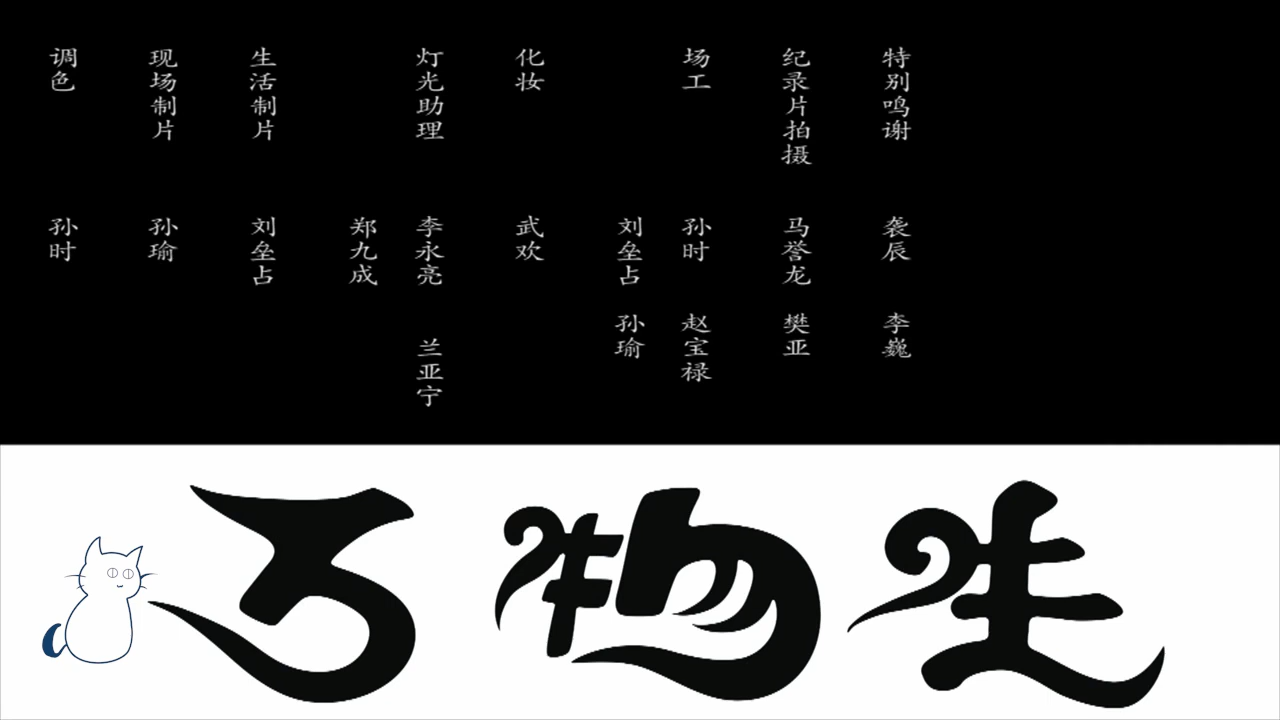 调色
孙时
现场制片
孙瑜
生活制片
刘垒占
郑九成
灯光助理
李永亮 兰亚宁
化妆
武欢
刘垒占 孙瑜
场工
孙时 赵宝禄
纪录片拍摄
马誉龙 樊亚
特别鸣谢
袭辰 李巍
万物生